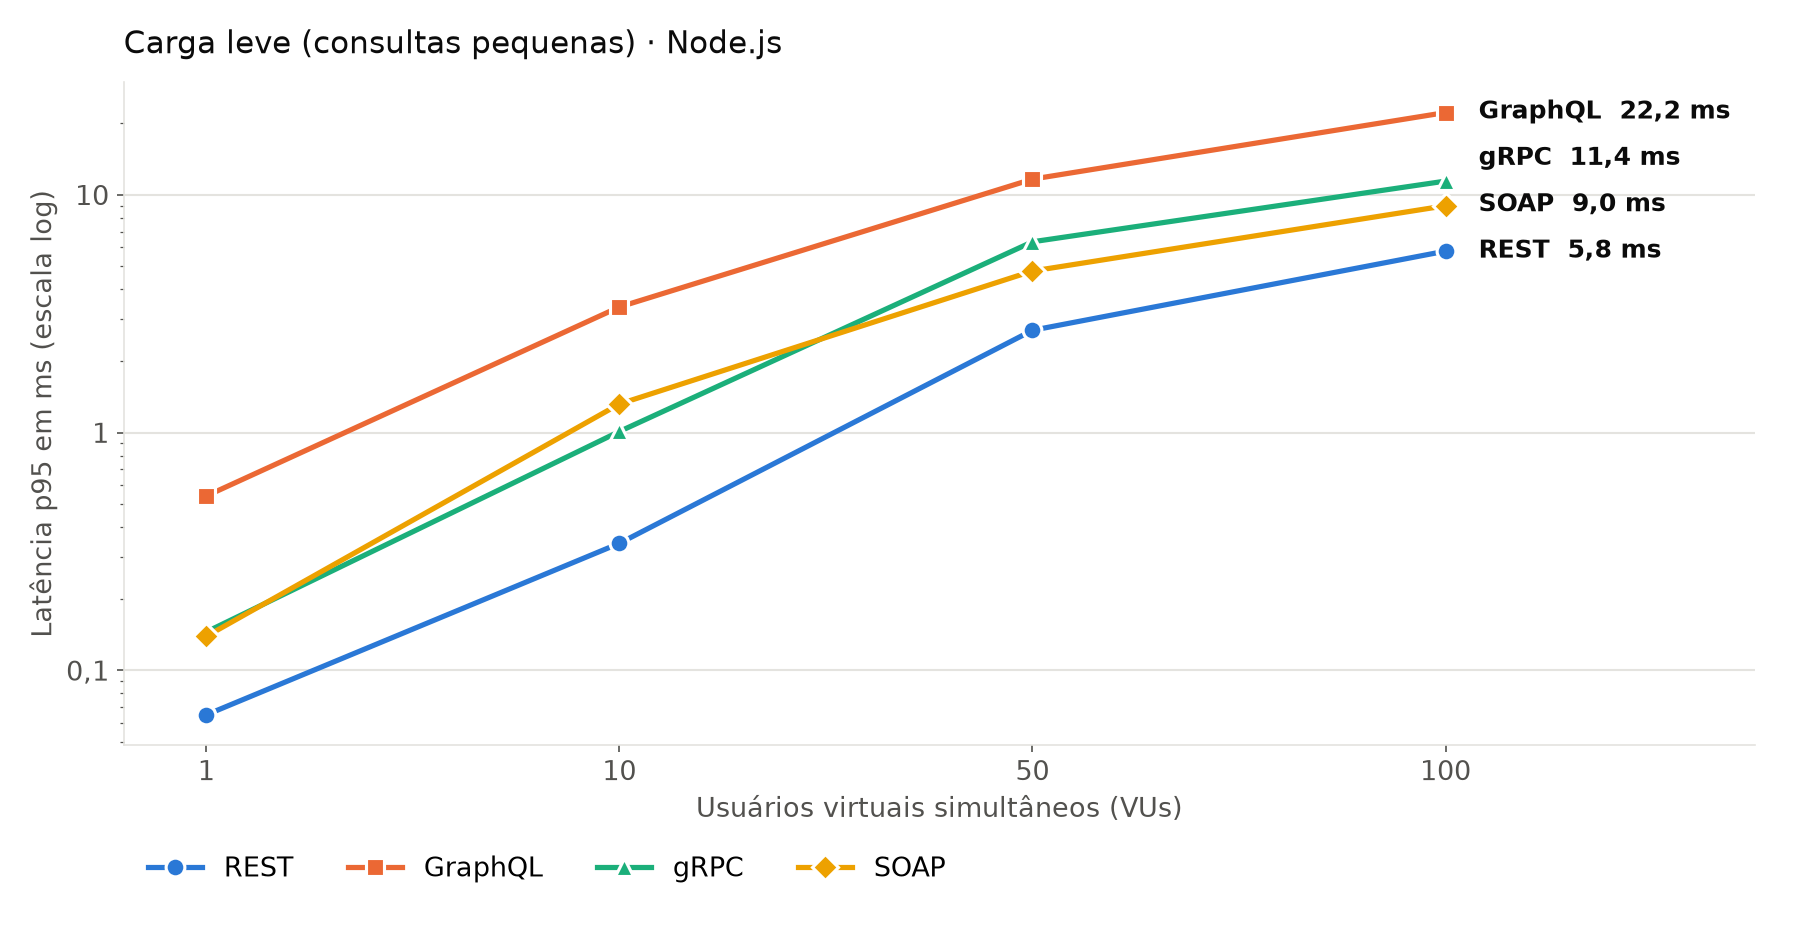 Carga leve (consultas pequenas) · Node.js
Latência p95 em ms (escala log)
10
1
0,1
GraphQL 22,2 ms
gRPC 11,4 ms
SOAP 9,0 ms
REST 5,8 ms
1 10 50 100
Usuários virtuais simultâneos (VUs)
REST GraphQL gRPC SOAP